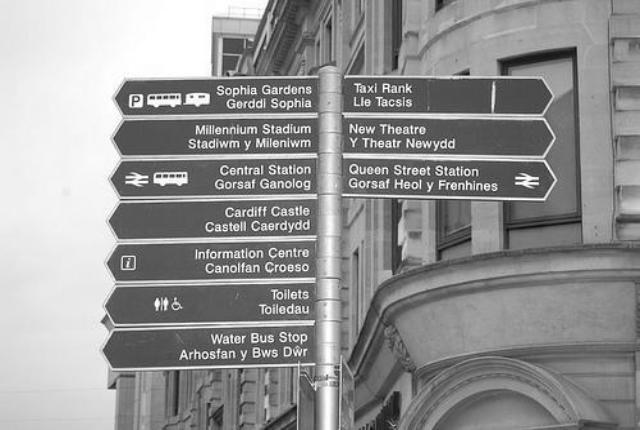 P
Sophia Gardens
Gerddi Sophia
Millennium Stadium
Stadiwm y Mileniwm
Central Station
Gorsaf Ganolog
Cardiff Castle
Castell Caerdydd
i
Information Centre
Canolfan Croeso
Toilets
Toiledau
Water Bus Stop
Arhosfan y Bws Dŵr
Taxi Rank
Lle Tacsis
New Theatre
Y Theatr Newydd
Queen Street Station
Gorsaf Heol y Frenhines